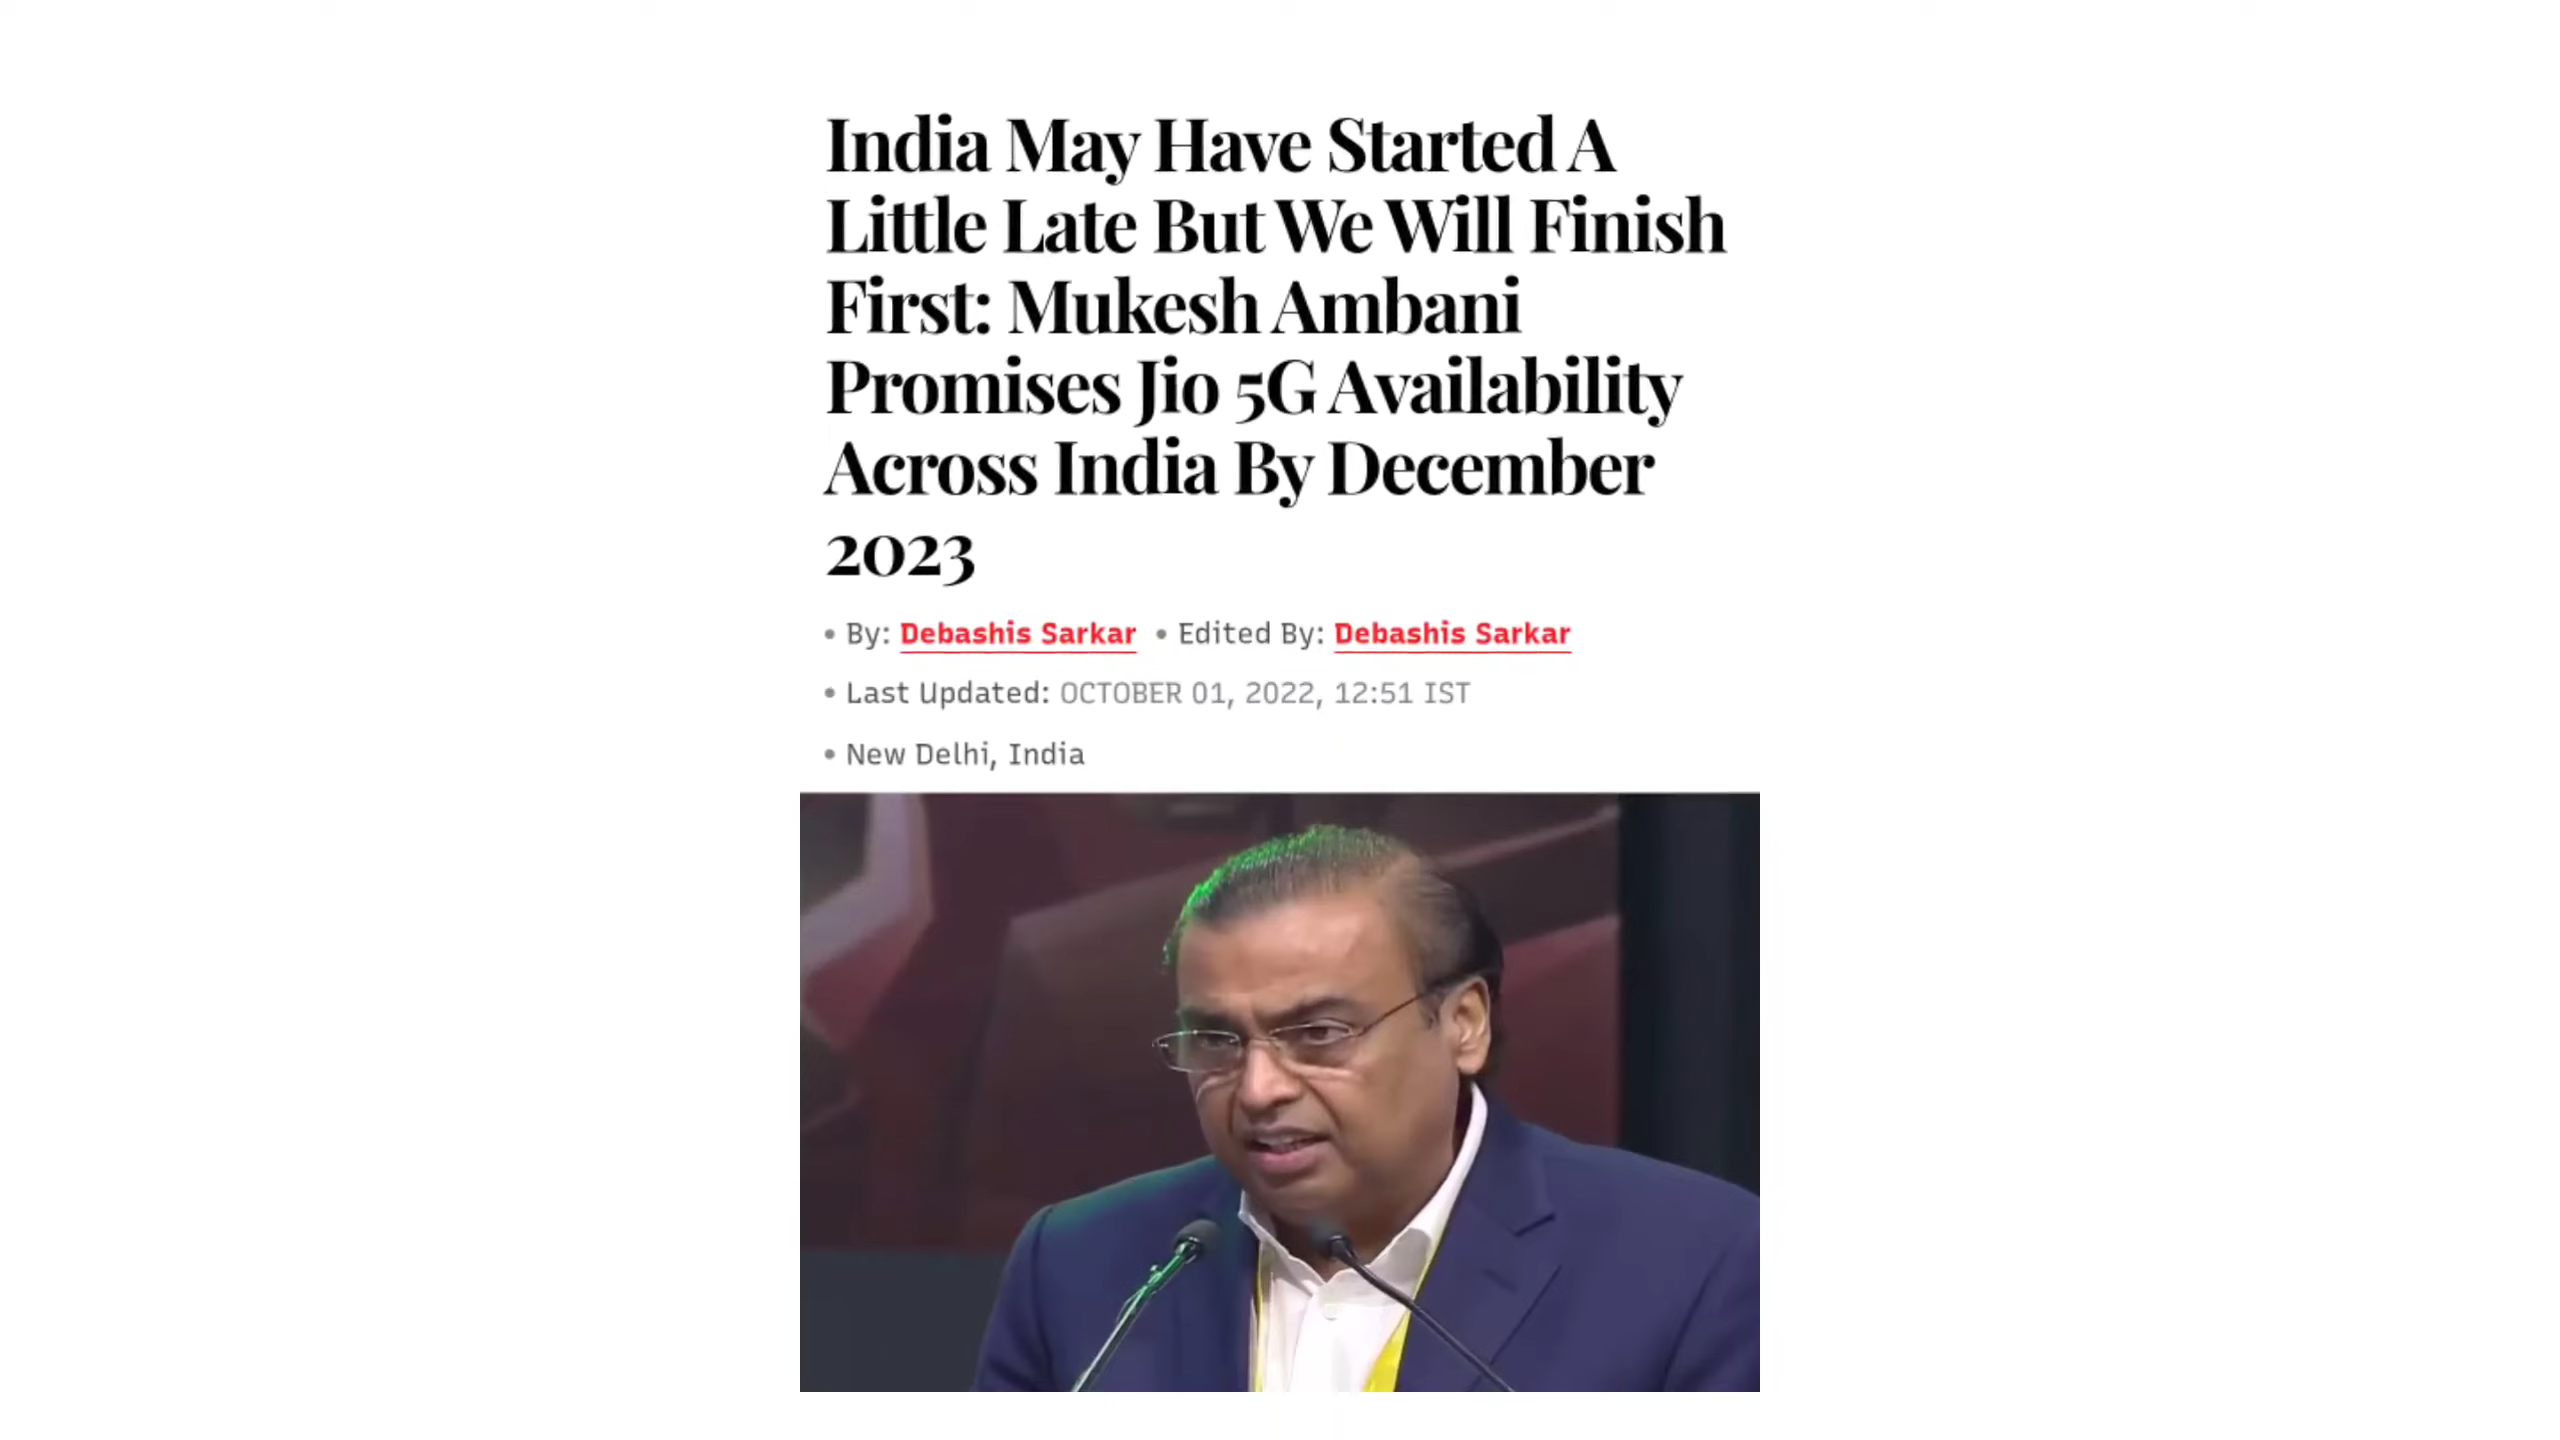 India May Have Started A
Little Late But We Will Finish
First: Mukesh Ambani
Promises Jio 5G Availability
Across India By December
2023
• By: Debashis Sarkar • Edited By: Debashis Sarkar
• Last Updated: OCTOBER 01, 2022, 12:51 IST
• New Delhi, India